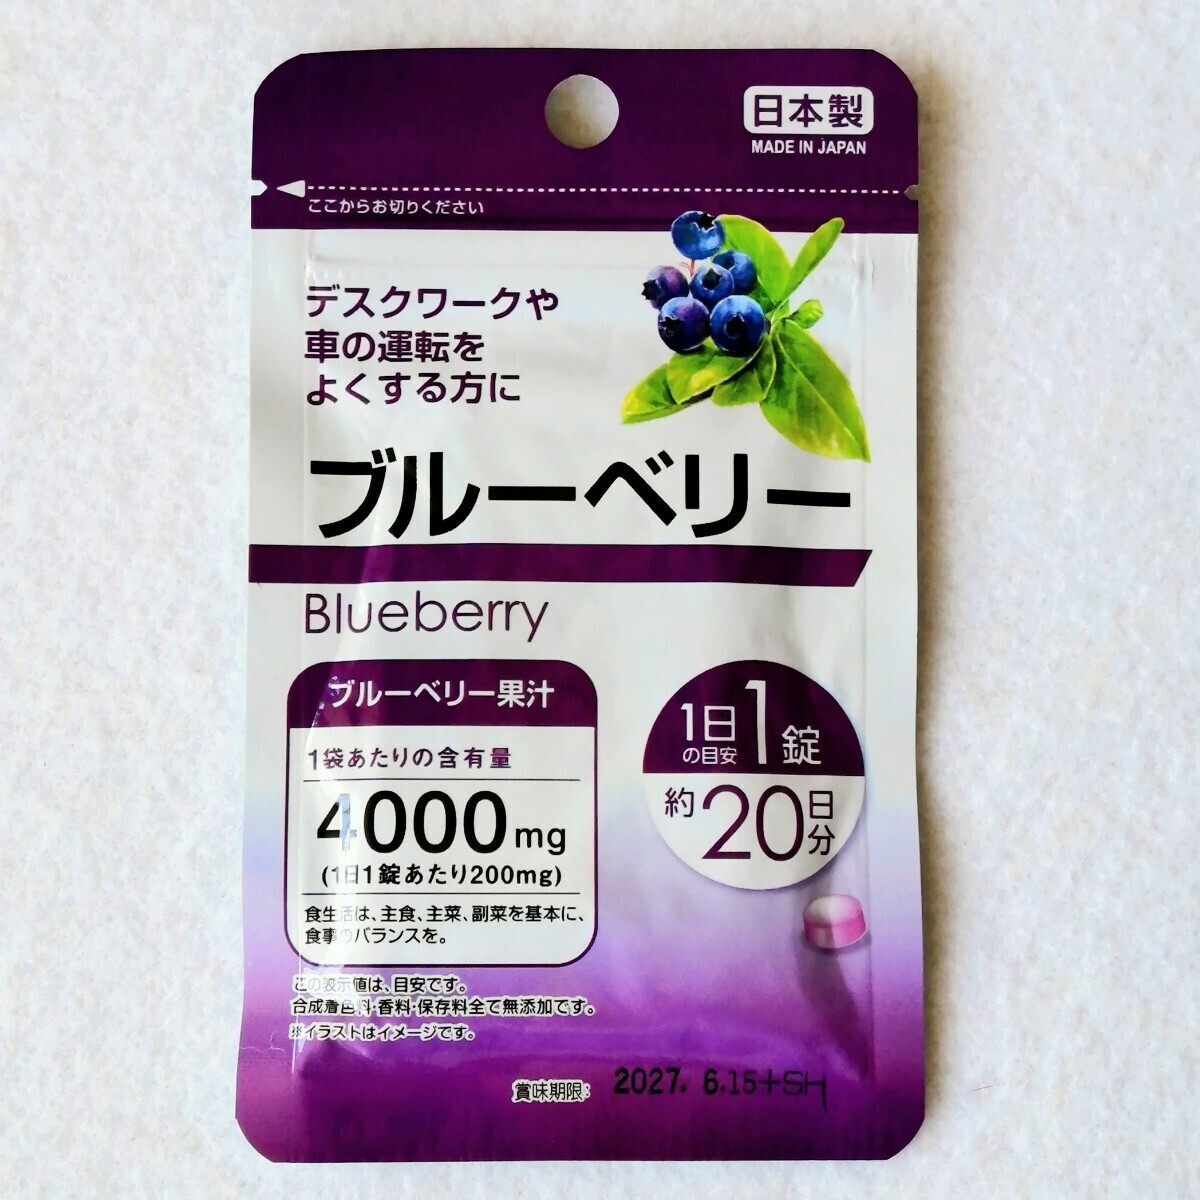 日本製
MADE IN JAPAN
ここからお切りください
デスクワークや
車の運転を
よくする方に
ブルーベリー
Blueberry
ブルーベリー果汁
1袋あたりの含有量
4000mg
(1日1錠あたり200mg)
食生活は、主食、主菜、副菜を基本に、
食事のバランスを。
1日の目安1錠
約20日分
この表示値は、目安です。
合成着色料・香料・保存料全て無添加です。
※イラストはイメージです。
賞味期限: 2027. 6.15+SH